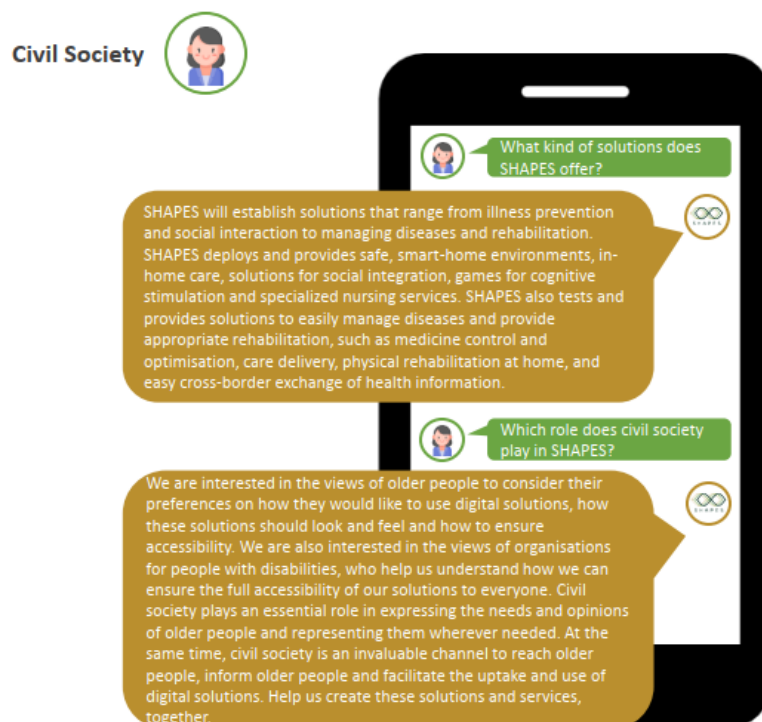 Civil Society
What kind of solutions does
SHAPES offer?
SHAPES
SHAPES will establish solutions that range from illness prevention
and social interaction to managing diseases and rehabilitation.
SHAPES deploys and provides safe, smart-home environments, in-
home care, solutions for social integration, games for cognitive
stimulation and specialized nursing services. SHAPES also tests and
provides solutions to easily manage diseases and provide
appropriate rehabilitation, such as medicine control and
optimisation, care delivery, physical rehabilitation at home, and
easy cross-border exchange of health information.
Which role does civil society
play in SHAPES?
SHAPES
We are interested in the views of older people to consider their
preferences on how they would like to use digital solutions, how
these solutions should look and feel and how to ensure
accessibility. We are also interested in the views of organisations
for people with disabilities, who help us understand how we can
ensure the full accessibility of our solutions to everyone. Civil
society plays an essential role in expressing the needs and opinions
of older people and representing them wherever needed. At the
same time, civil society is an invaluable channel to reach older
people, inform older people and facilitate the uptake and use of
digital solutions. Help us create these solutions and services,
together.